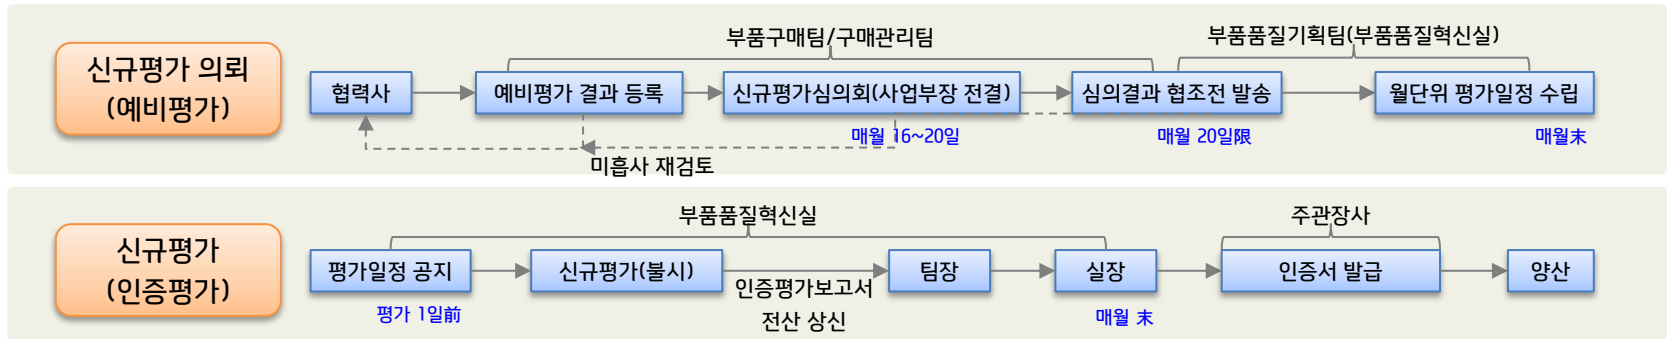 부품구매팀/구매관리팀
부품품질기획팀(부품품질혁신실)
신규평가 의뢰
(예비평가)
협력사
예비평가 결과 등록
신규평가심의회(사업부장 전결)
심의결과 협조전 발송
월단위 평가일정 수립
매월 16~20일
매월 20일限
매월末
미흡사 재검토
부품품질혁신실
주관장사
신규평가
(인증평가)
평가일정 공지
신규평가(불시)
팀장
실장
인증서 발급
양산
인증평가보고서
전산 상신
평가 1일前
매월 末